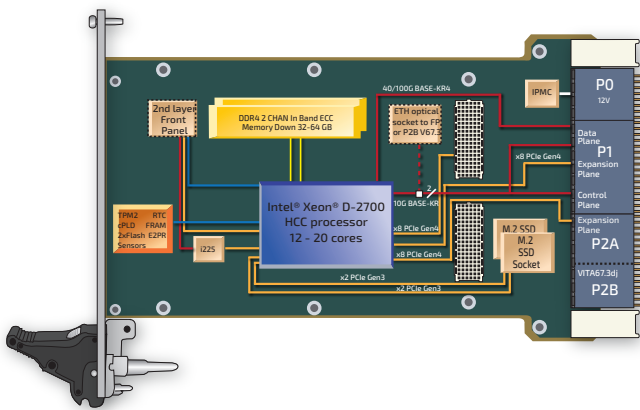 40/100G BASE-KR4
IPMC
P0
12V
2nd layer
Front
Panel
DDR4 2 CHAN In Band ECC
Memory Down 32-64 GB
ETH optical
socket to FP
or P2B V67.3
Data
Plane
P1
x8 PCIe Gen4
Expansion
Plane
2
10G BASE-KR
Control
Plane
Intel® Xeon® D-2700
HCC processor
12 - 20 cores
TPM2 RTC
cPLD FRAM
2xFlash E2PR
Sensors
i225
x8 PCIe Gen4
x8 PCIe Gen4
Expansion
Plane
P2A
M.2 SSD
M.2
SSD
Socket
x2 PCIe Gen3
x2 PCIe Gen3
VITA67.3dj
P2B